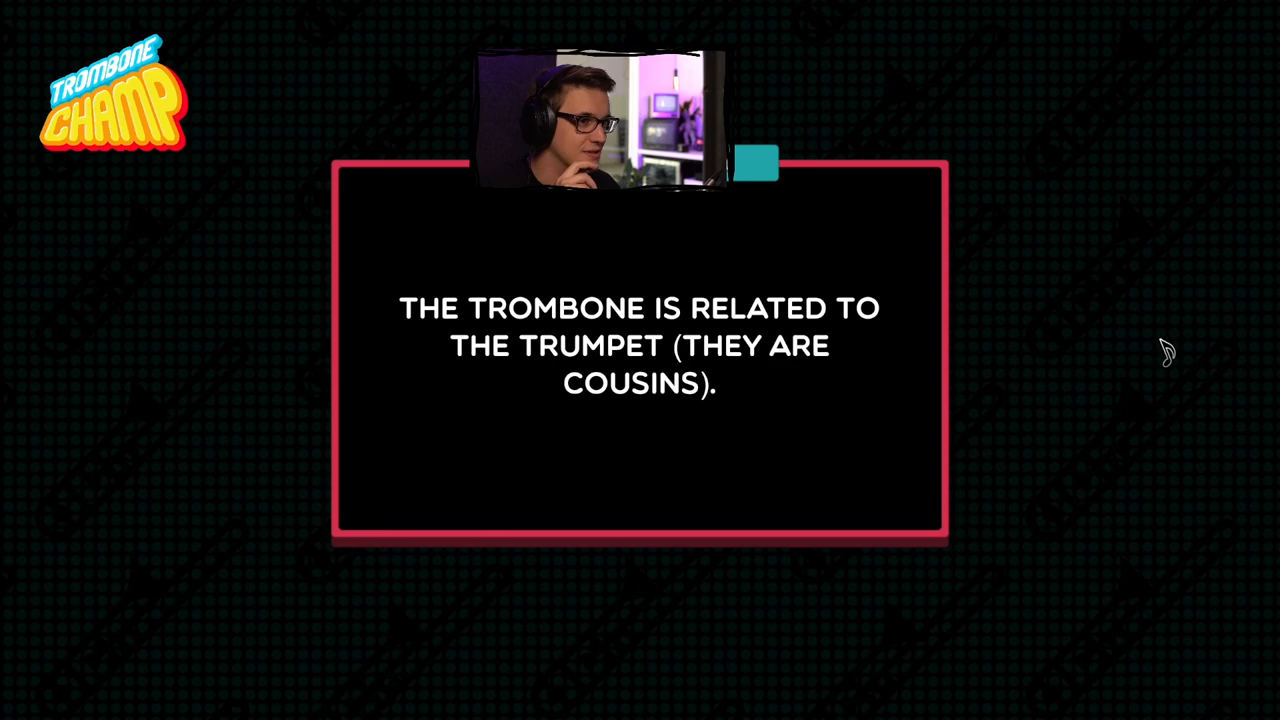 TROMBONE
CHAMP
THE TROMBONE IS RELATED TO
THE TRUMPET (THEY ARE
COUSINS).